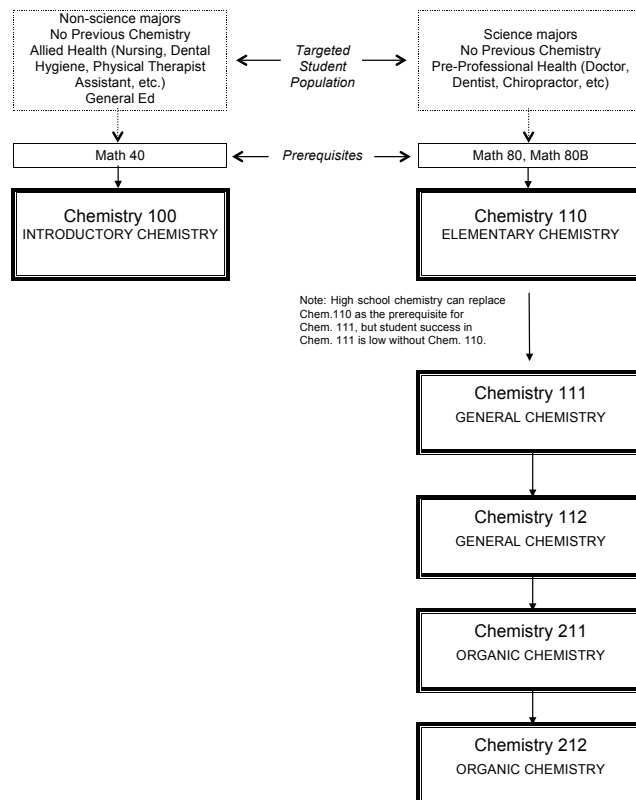 Non-science majors
No Previous Chemistry
Allied Health (Nursing, Dental
Hygiene, Physical Therapist
Assistant, etc.)
General Ed
Targeted
Student
Population
Science majors
No Previous Chemistry
Pre-Professional Health (Doctor,
Dentist, Chiropractor, etc)
Math 40
Prerequisites
Math 80, Math 80B
Chemistry 100
INTRODUCTORY CHEMISTRY
Chemistry 110
ELEMENTARY CHEMISTRY
Note: High school chemistry can replace
Chem.110 as the prerequisite for
Chem. 111, but student success in
Chem. 111 is low without Chem. 110.
Chemistry 111
GENERAL CHEMISTRY
Chemistry 112
GENERAL CHEMISTRY
Chemistry 211
ORGANIC CHEMISTRY
Chemistry 212
ORGANIC CHEMISTRY